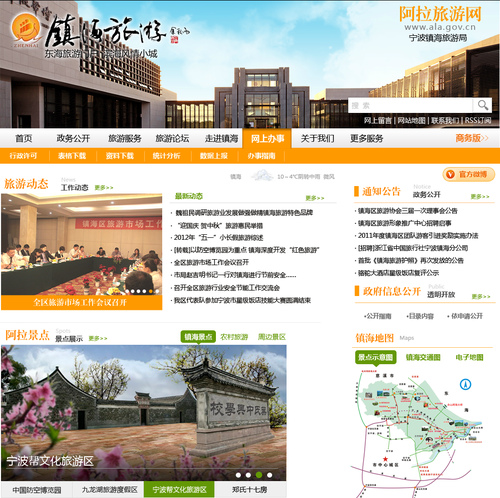 镇海旅游
ZHENHAI
阿拉旅游网
www.ala.gov.cn
宁波镇海旅游局
搜 索
网上留言 | 网站地图 | 联系我们 | RSS订阅
首页 政务公开 旅游服务 旅游论坛 走进镇海 网上办事 关于我们 更多服务 商务版>>
行政许可 表格下载 资料下载 统计分析 数据上报 办事指南
旅游动态 News 工作动态 更多>>
镇海 10～4℃ 微风
官方微博
最新动态 更多>>
魏祖民调研旅游业发展做强做精镇海旅游特色品牌
“迎国庆 贺中秋”旅游惠民举措
2012年“五一”小长假旅游综述
[转载]以防空博览园为重点 镇海深度开发“红色旅游”
全区旅游市场工作会议召开
市局赵吉明书记一行对镇海进行节前安全......
召开全区旅游行业安全节能工作交流会
我区代表队参加宁波市星级饭店技能大赛圆满结束
全区旅游市场工作会议召开
通知公告 Notice 政务公开 更多>>
镇海区旅游协会三届一次理事会公告
镇海区旅游形象推广中心招聘启事
2011年度镇海区团队游客引进奖励实施办法
[招聘]浙江省中国旅行社宁波镇海分公司
首批《镇海旅游护照》再次发放的公告
骆驼大酒店星级饭店复评公示
政府信息公开 Public 透明开放 更多>>
公开指南 目录内容 依申请公开
阿拉景点 Spots 景点展示 更多>>
镇海景点 农村旅游 周边景区
校學興中氏葉
宁波帮文化旅游区
中国防空博览园 九龙湖旅游度假区 宁波帮文化旅游区 郑氏十七房
镇海地图 Maps
景点示意图 镇海交通图 电子地图
市中心城区